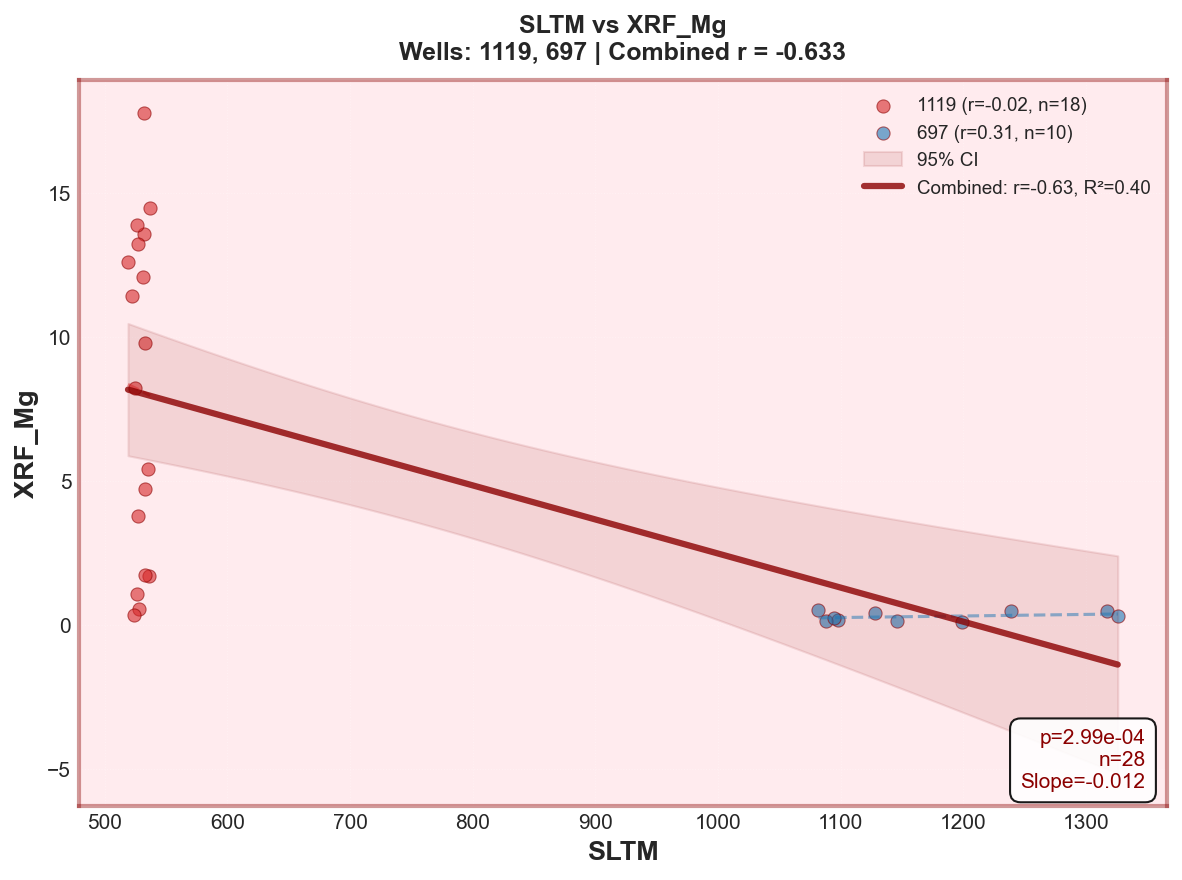 SLTM vs XRF_Mg
Wells: 1119, 697 | Combined r = -0.633
1119 (r=-0.02, n=18)
697 (r=0.31, n=10)
95% CI
Combined: r=-0.63, R²=0.40
XRF_Mg
15
10
5
0
−5
p=2.99e-04
n=28
Slope=-0.012
500 600 700 800 900 1000 1100 1200 1300
SLTM